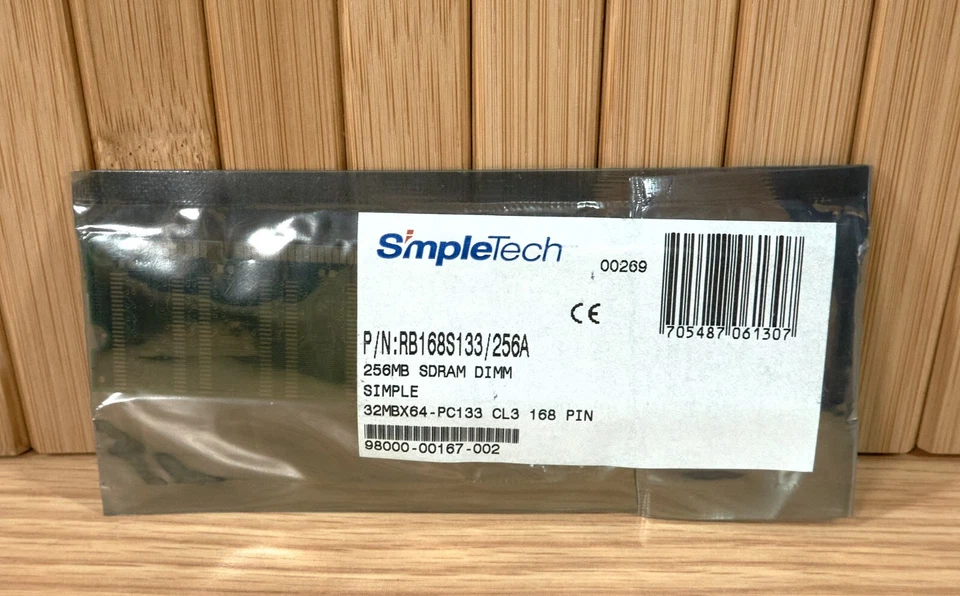 SimpleTech
00269
705487 061307
CE
P/N:RB168S133/256A
256MB SDRAM DIMM
SIMPLE
32MBX64-PC133 CL3 168 PIN
98000-00167-002